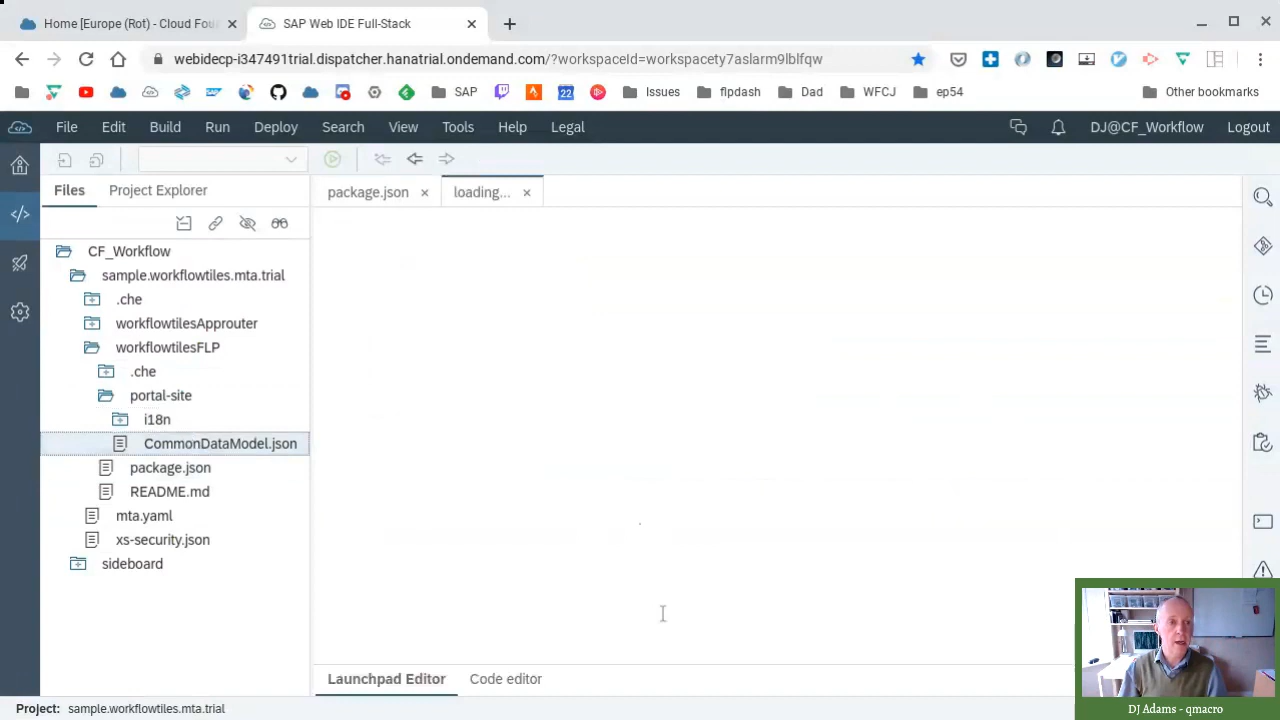 Home [Europe (Rot) - Cloud Fou
SAP Web IDE Full-Stack
webidecp-i347491trial.dispatcher.hanatrial.ondemand.com/?workspaceId=workspacety7aslarm9lblfqw
22
SAP
Issues
flpdash
Dad
WFCJ
ep54
Other bookmarks
File
Edit
Build
Run
Deploy
Search
View
Tools
Help
Legal
DJ@CF_Workflow
Logout
Files
Project Explorer
package.json
loading...
CF_Workflow
sample.workflowtiles.mta.trial
.che
workflowtilesApprouter
workflowtilesFLP
.che
portal-site
i18n
CommonDataModel.json
package.json
README.md
mta.yaml
xs-security.json
sideboard
Launchpad Editor
Code editor
Project: sample.workflowtiles.mta.trial
DJ Adams - qmacro